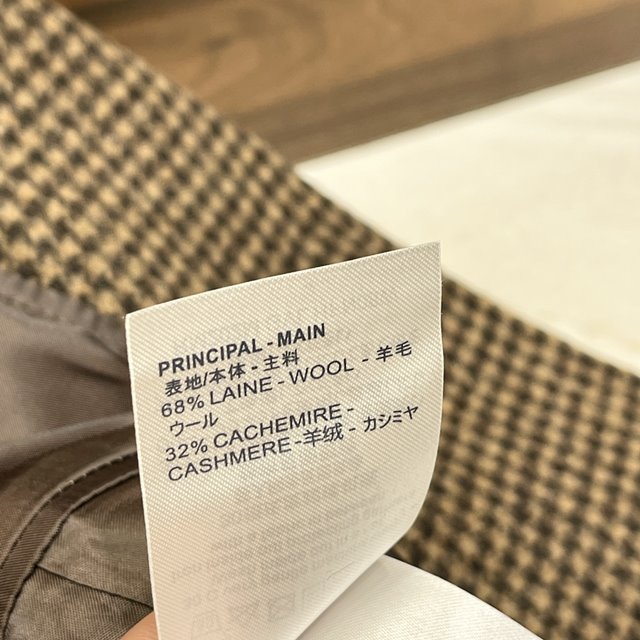 PRINCIPAL - MAIN
表地/本体 - 主料
68% LAINE - WOOL - 羊毛
ウール
32% CACHEMIRE -
CASHMERE - 羊绒 - カシミヤ